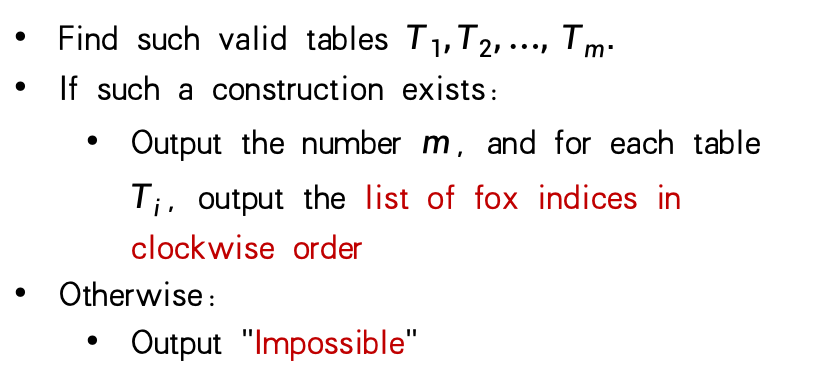 • Find such valid tables T1, T2, ..., Tm.
• If such a construction exists:
• Output the number m, and for each table
Ti, output the list of fox indices in
clockwise order
• Otherwise:
• Output "Impossible"